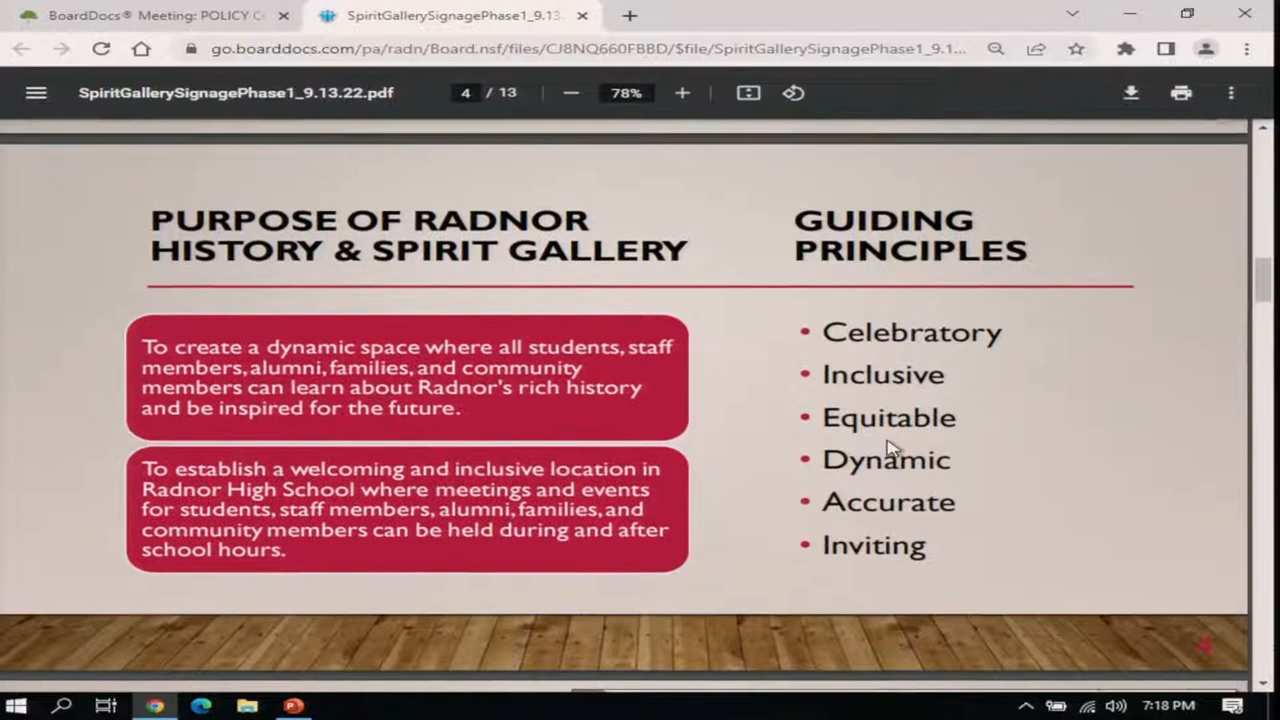 BoardDocs® Meeting: POLICY C
SpiritGallerySignagePhase1_9.13
go.boarddocs.com/pa/radn/Board.nsf/files/CJ8NQ660FBBD/$file/SpiritGallerySignagePhase1_9.1...
SpiritGallerySignagePhase1_9.13.22.pdf
4 / 13
78%
PURPOSE OF RADNOR
HISTORY & SPIRIT GALLERY
To create a dynamic space where all students, staff
members, alumni, families, and community
members can learn about Radnor's rich history
and be inspired for the future.
To establish a welcoming and inclusive location in
Radnor High School where meetings and events
for students, staff members, alumni, families, and
community members can be held during and after
school hours.
GUIDING
PRINCIPLES
• Celebratory
• Inclusive
• Equitable
• Dynamic
• Accurate
• Inviting
4
7:18 PM